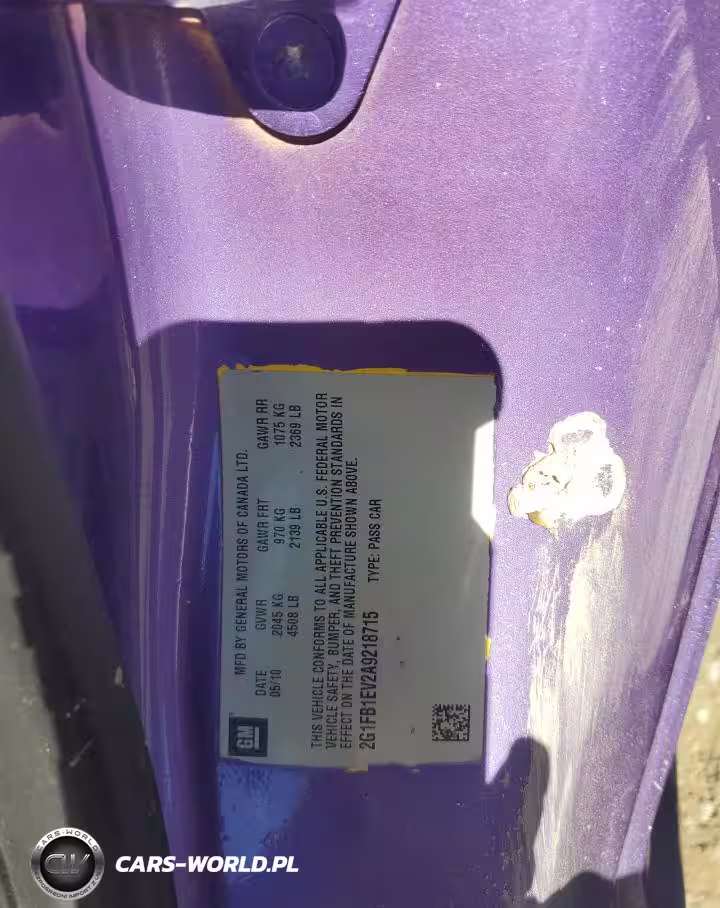 GM
MFD BY GENERAL MOTORS OF CANADA LTD.
DATE GVWR GAWR FRT GAWR RR
05/10 2045 KG 970 KG 1075 KG
4508 LB 2139 LB 2369 LB
THIS VEHICLE CONFORMS TO ALL APPLICABLE U.S. FEDERAL MOTOR
VEHICLE SAFETY, BUMPER, AND THEFT PREVENTION STANDARDS IN
EFFECT ON THE DATE OF MANUFACTURE SHOWN ABOVE.
2G1FB1EV2A9218715 TYPE: PASS CAR
CARS-WORLD
CW
CARS-WORLD.PL